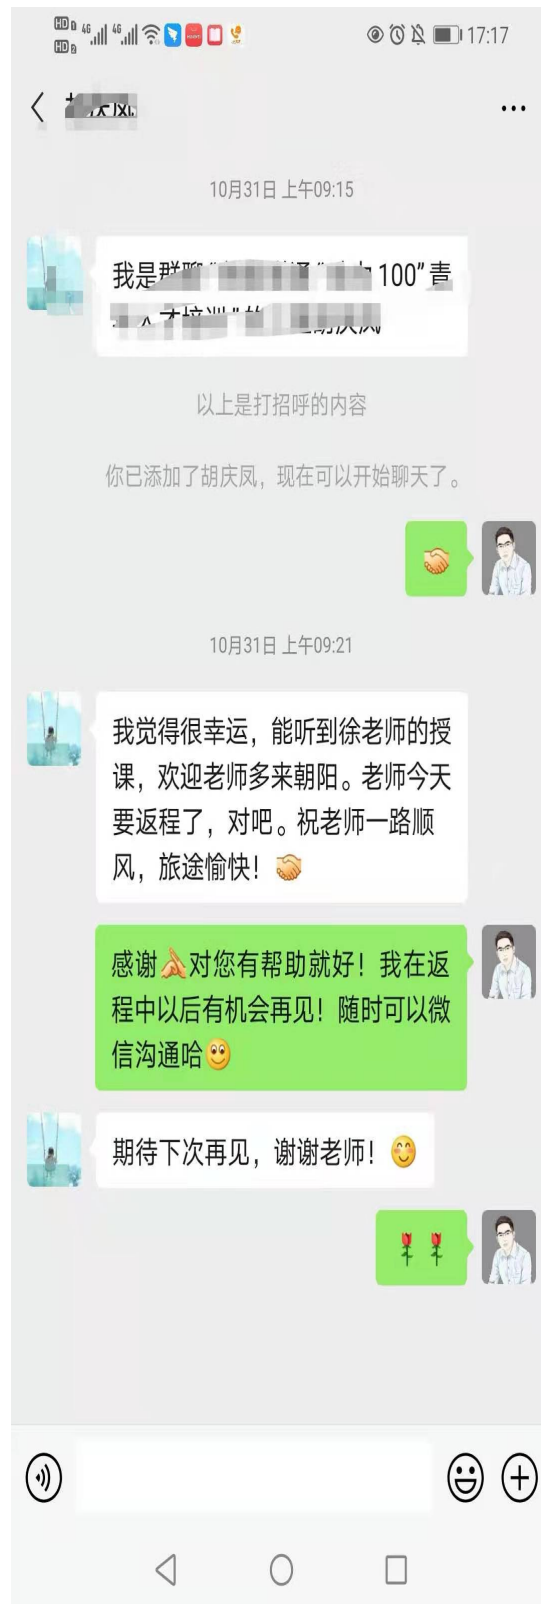 HD 1 4G 4G 17:17
HD 2
10月31日 上午09:15
我是群聊“ 100”青
以上是打招呼的内容
你已添加了胡庆凤，现在可以开始聊天了。
10月31日 上午09:21
我觉得很幸运，能听到徐老师的授
课，欢迎老师多来朝阳。老师今天
要返程了，对吧。祝老师一路顺
风，旅途愉快！
感谢 对您有帮助就好！我在返
程中以后有机会再见！随时可以微
信沟通哈
期待下次再见，谢谢老师！